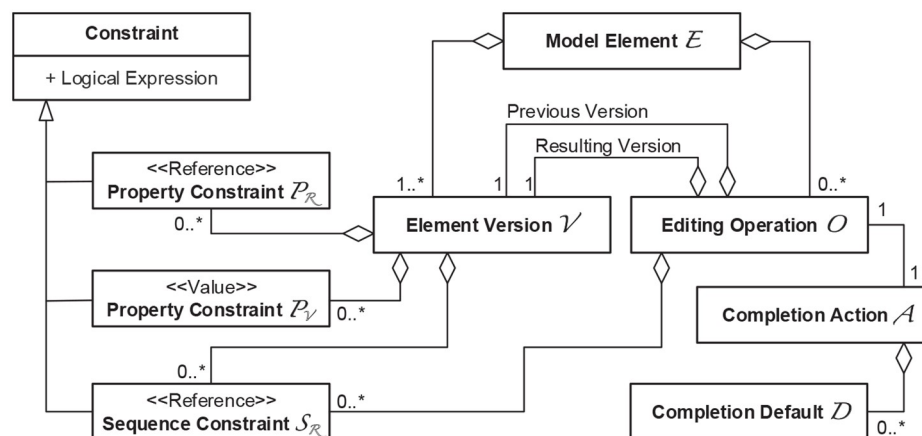 Constraint
+ Logical Expression
Model Element ℰ
Previous Version
Resulting Version
<<Reference>>
Property Constraint 𝒫ℛ
0..*
1..*
1
1
0..*
Element Version 𝒱
Editing Operation 𝒪
1
1
<<Value>>
Property Constraint 𝒫𝒱
0..*
Completion Action 𝒜
0..*
0..*
<<Reference>>
Sequence Constraint 𝒮ℛ
Completion Default 𝒟
0..*